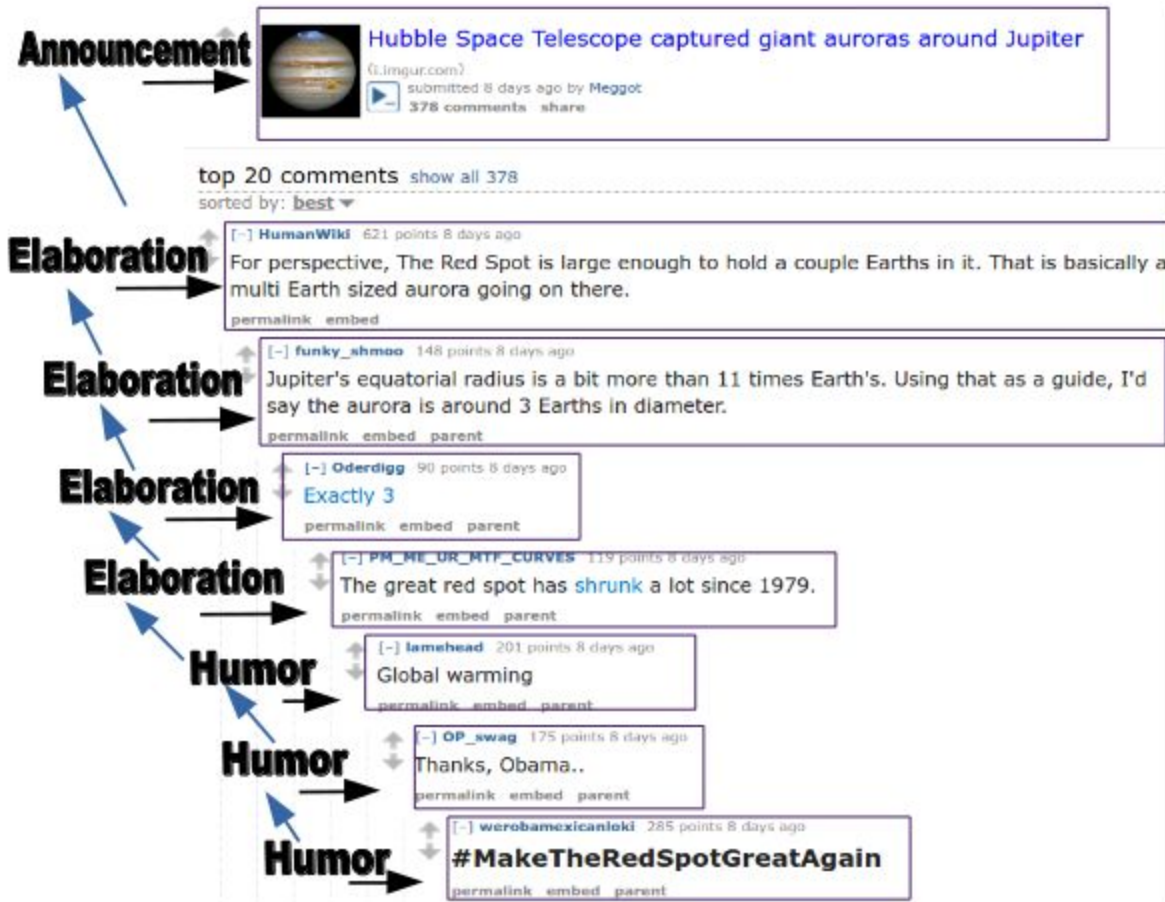 Announcement
Hubble Space Telescope captured giant auroras around Jupiter
(i.imgur.com)
submitted 8 days ago by Meggot
378 comments share
top 20 comments show all 378
sorted by: best
Elaboration
[-] HumanWiki 621 points 8 days ago
For perspective, The Red Spot is large enough to hold a couple Earths in it. That is basically a
multi Earth sized aurora going on there.
permalink embed
Elaboration
[-] funky_shmoo 148 points 8 days ago
Jupiter's equatorial radius is a bit more than 11 times Earth's. Using that as a guide, I'd
say the aurora is around 3 Earths in diameter.
permalink embed parent
Elaboration
[-] Oderdigg 90 points 8 days ago
Exactly 3
permalink embed parent
Elaboration
[-] PM_ME_UR_MTF_CURVES 119 points 8 days ago
The great red spot has shrunk a lot since 1979.
permalink embed parent
Humor
[-] lamehead 201 points 8 days ago
Global warming
permalink embed parent
Humor
[-] OP_swag 175 points 8 days ago
Thanks, Obama..
permalink embed parent
Humor
[-] werobamexicanloki 285 points 8 days ago
#MakeTheRedSpotGreatAgain
permalink embed parent